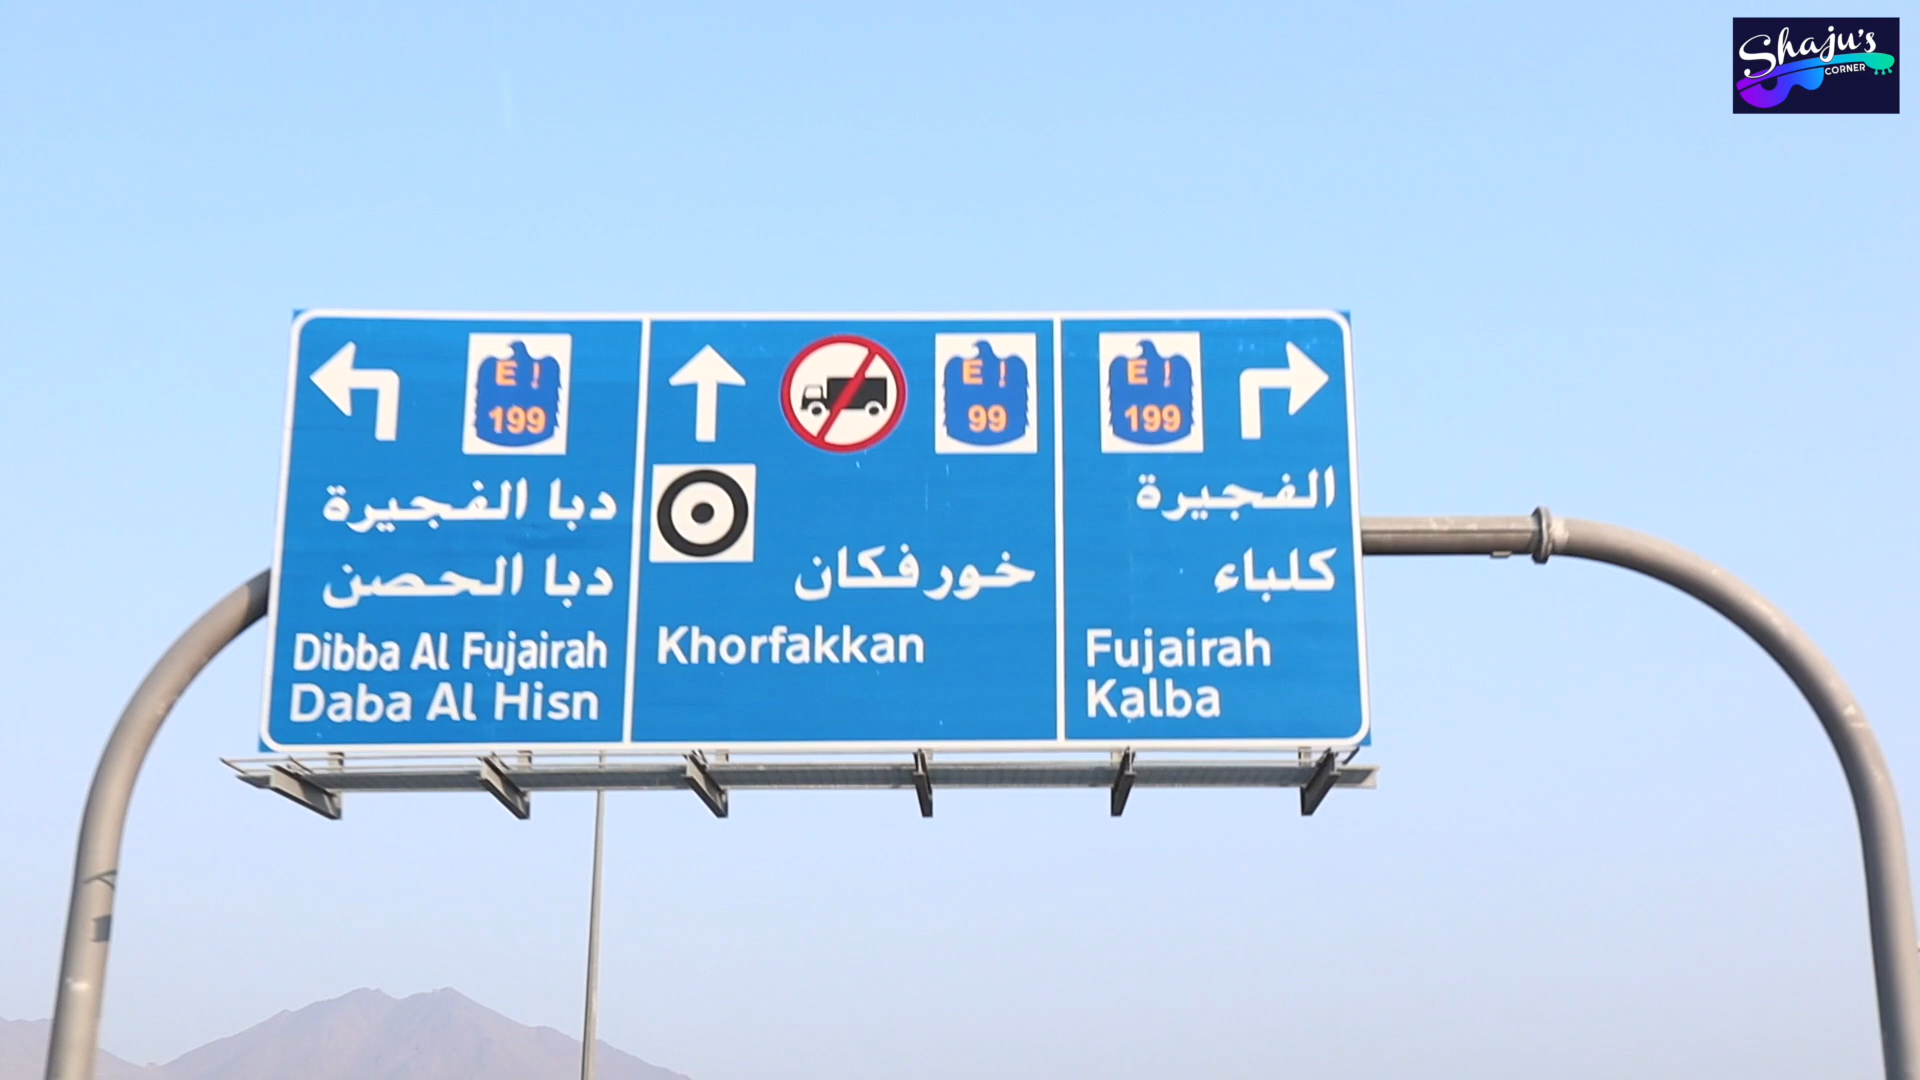 Shaju's
CORNER
E !
199
دبا الفجيرة
دبا الحصن
Dibba Al Fujairah
Daba Al Hisn
E !
99
خورفكان
Khorfakkan
E !
199
الفجيرة
كلباء
Fujairah
Kalba